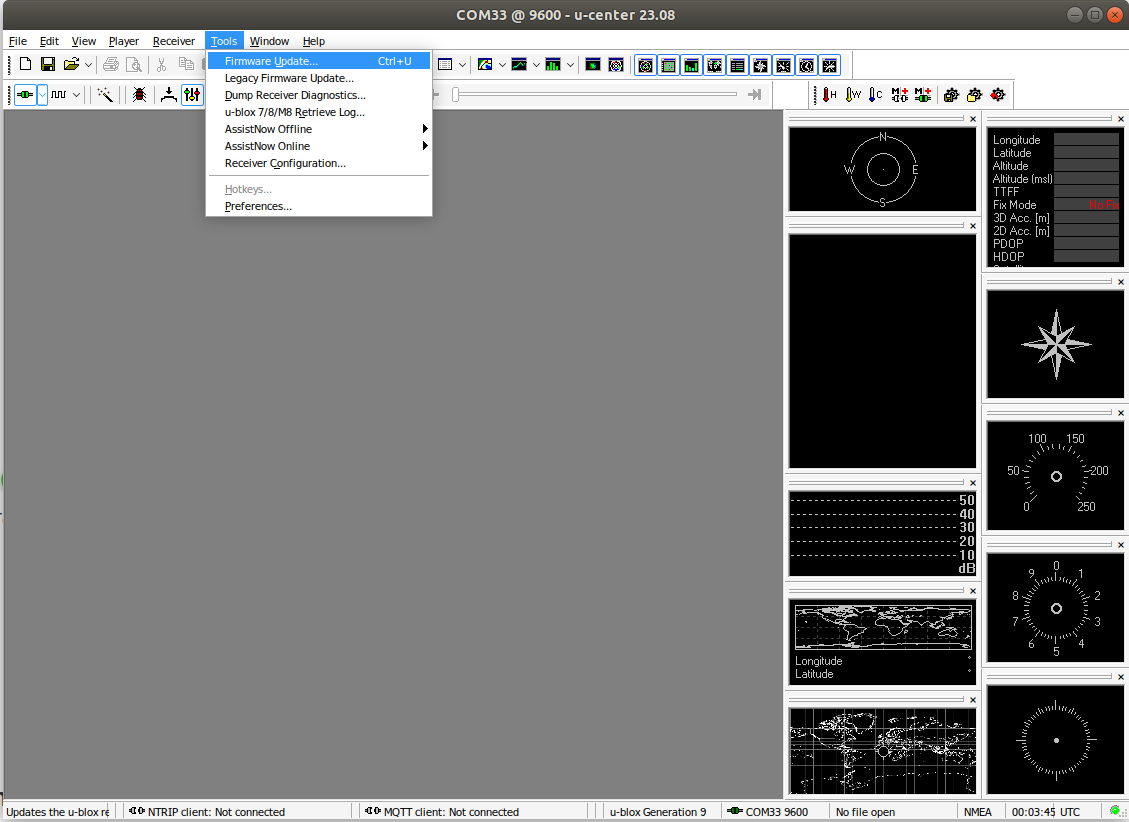 COM33 @ 9600 - u-center 23.08
File Edit View Player Receiver Tools Window Help
Firmware Update... Ctrl+U
Legacy Firmware Update...
Dump Receiver Diagnostics...
u-blox 7/8/M8 Retrieve Log...
AssistNow Offline
AssistNow Online
Receiver Configuration...
Hotkeys...
Preferences...
H W C M M
N
W E
S
50
40
30
20
10
dB
Longitude
Latitude
Longitude
Latitude
Altitude
Altitude (msl)
TTFF
Fix Mode No Fix
3D Acc. [m]
2D Acc. [m]
PDOP
HDOP
100 150
50 200
0 250
0
9 1
8 2
7 3
6 4
5
Updates the u-blox re NTRIP client: Not connected MQTT client: Not connected u-blox Generation 9 COM33 9600 No file open NMEA 00:03:45 UTC